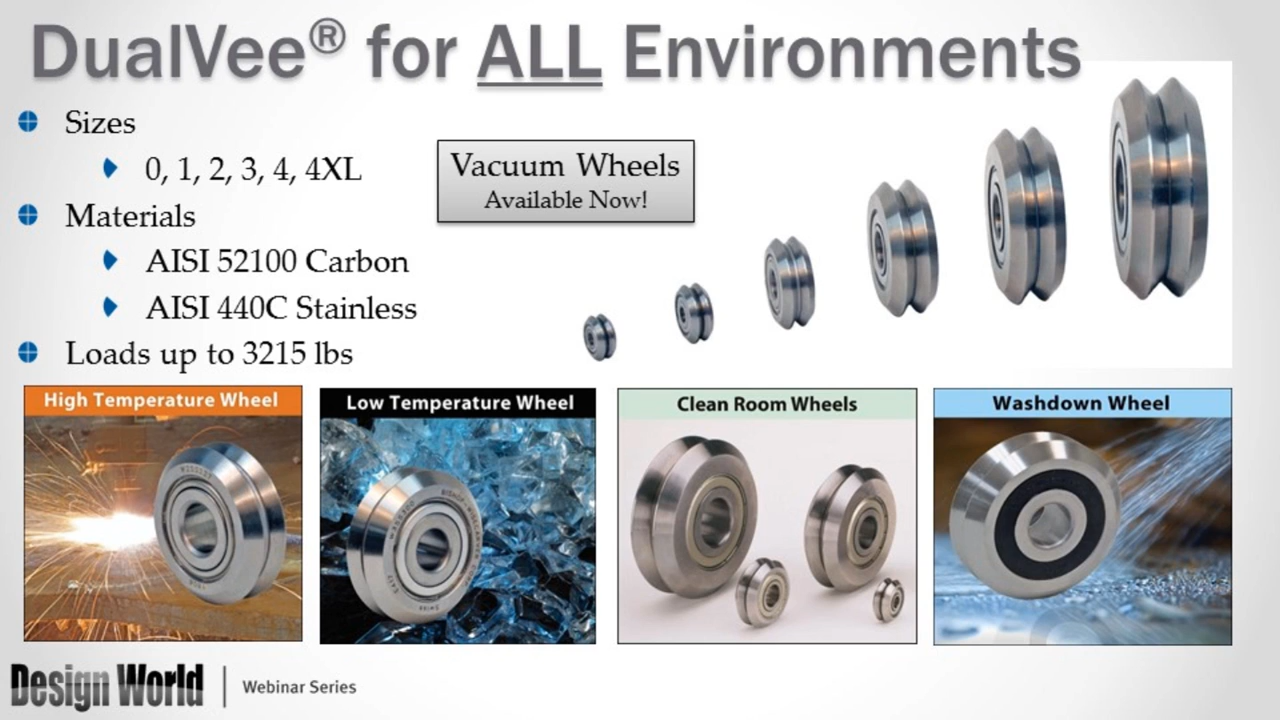 DualVee® for ALL Environments
Sizes
0, 1, 2, 3, 4, 4XL
Materials
AISI 52100 Carbon
AISI 440C Stainless
Loads up to 3215 lbs
Vacuum Wheels
Available Now!
High Temperature Wheel
Low Temperature Wheel
Clean Room Wheels
Washdown Wheel
Design World
Webinar Series